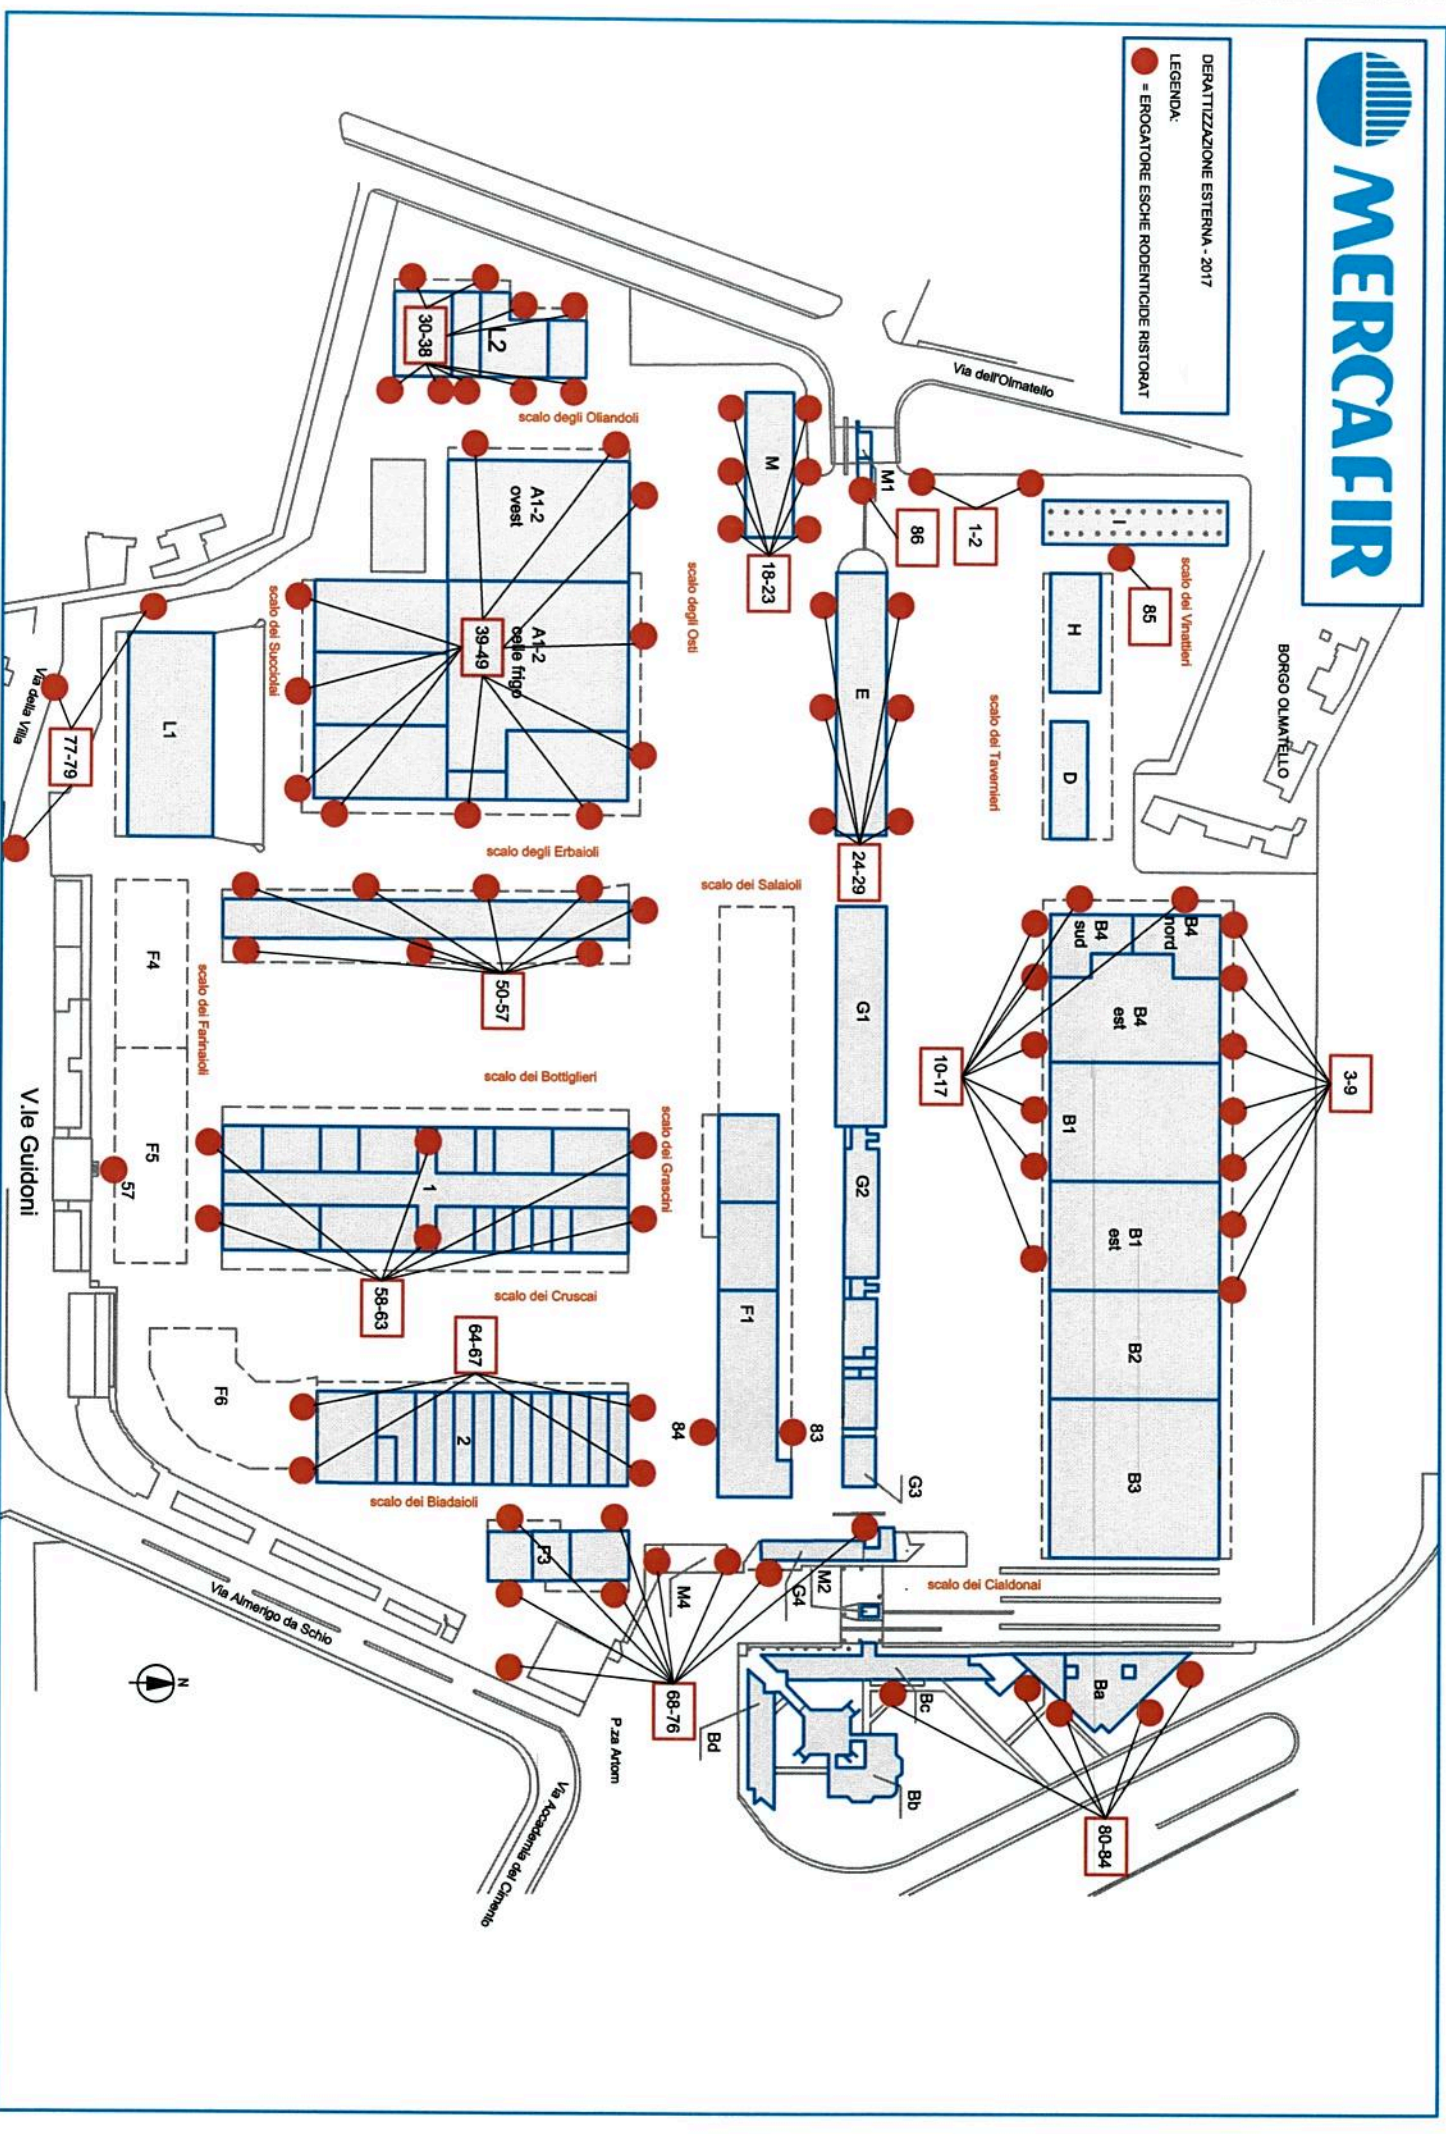 MERCAFIR
DERATTIZZAZIONE ESTERNA - 2017
LEGENDA:
= EROGATORE ESCHE RODENTICIDE RISTORAT
BORGO OLMATELLO
Via dell'Olmatello
scalo dei Vinattieri
I
85
H
D
scalo dei Tavernieri
1-2
86
M1
M
18-23
E
24-29
3-9
B4
nord
B4
sud
B4
est
B1
B1
est
B2
B3
10-17
G1
G2
G3
scalo dei Salaioli
F1
83
84
scalo degli Osti
scalo degli Oliandoli
L2
30-38
A1-2
ovest
A1-2
celle frigo
39-49
scalo dei Succiolai
scalo degli Erbaioli
50-57
scalo dei Bottiglieri
scalo dei Grascini
1
58-63
scalo dei Cruscai
64-67
2
scalo dei Biadaioli
F3
M4
G4
M2
scalo dei Cialdonai
68-76
Ba
Bc
Bb
Bd
80-84
P.za Artom
Via Accademia del Cimento
Via Almerigo da Schio
N
L1
77-79
Via della Villa
scalo dei Farinaioli
F4
F5
57
F6
V.le Guidoni